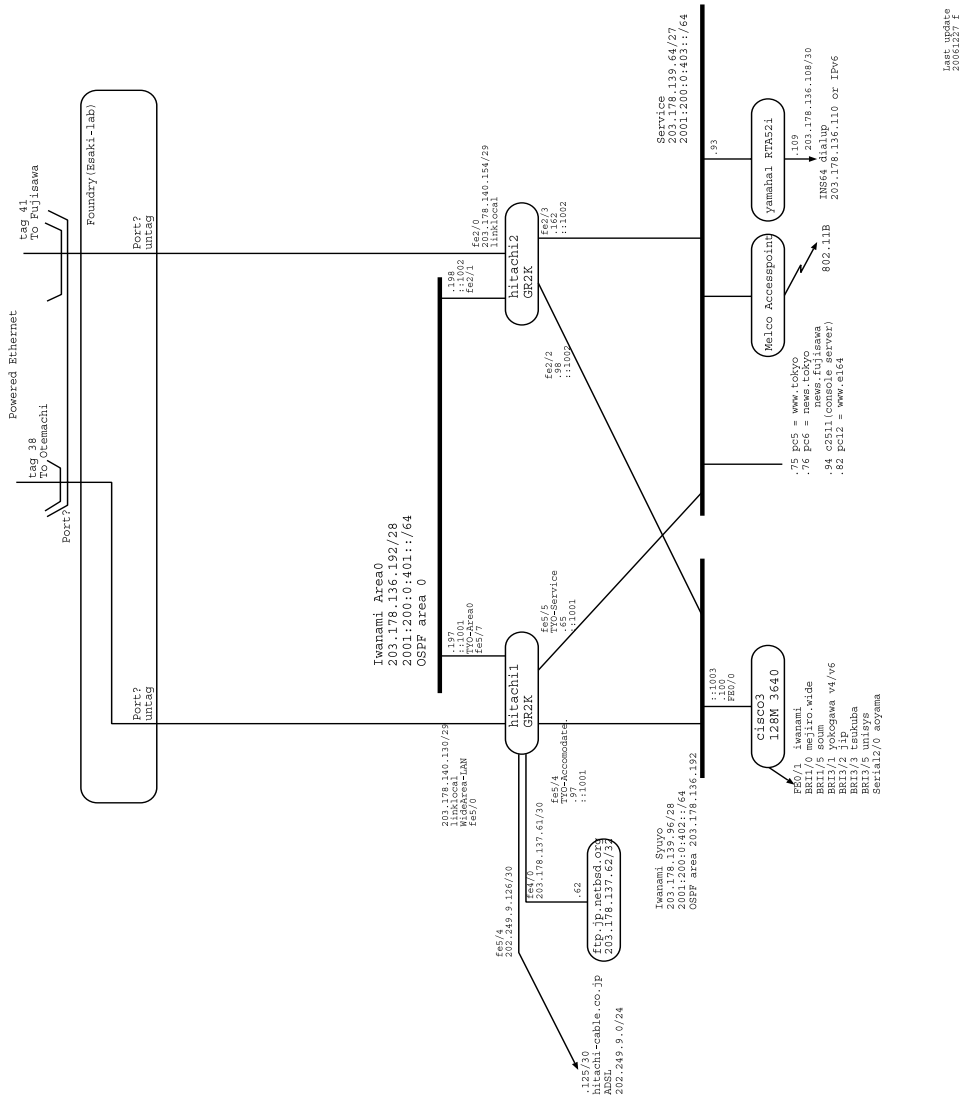 Powered Ethernet
tag 38
To Otemachi
tag 41
To Fujisawa
Port?
Foundry(Esaki-lab)
Port?
untag
Port?
untag
Iwanami Area0
203.178.136.192/28
2001:200:0:401::/64
OSPF area 0
203.178.140.130/29
linklocal
WideArea-LAN
fe5/0
.197
::1001
TYO-Area0
fe5/7
.198
::1002
fe2/1
fe2/0
203.178.140.154/29
linklocal
hitachi1
GR2K
hitachi2
GR2K
fe5/4
202.249.9.126/30
fe4/0
203.178.137.61/30
fe5/4
TYO-Accomodate.
.97
::1001
fe5/5
TYO-Service
.65
::1001
fe2/2
.98
::1002
fe2/3
.162
::1002
.62
ftp.jp.netbsd.org
203.178.137.62/32
.125/30
hitachi-cable.co.jp
ADSL
202.249.9.0/24
Iwanami Syuyo
203.178.139.96/28
2001:200:0:402::/64
OSPF area 203.178.136.192
Service
203.178.139.64/27
2001:200:0:403::/64
::1003
.100
FE0/0
cisco3
128M 3640
FE0/1 iwanami
BRI1/0 mejiro.wide
BRI1/5 soum
BRI3/1 yokogawa v4/v6
BRI3/2 jip
BRI3/3 tsukuba
BRI3/5 unisys
Serial2/0 aoyama
.75 pc5 = www.tokyo
.76 pc6 = news.tokyo
news.fujisawa
.94 c2511(console server)
.82 pc12 = www.e164
Melco Accesspoint
802.11B
.93
yamahal RTA52i
.109
203.178.136.108/30
INS64 dialup
203.178.136.110 or IPv6
Last update
20061227 f